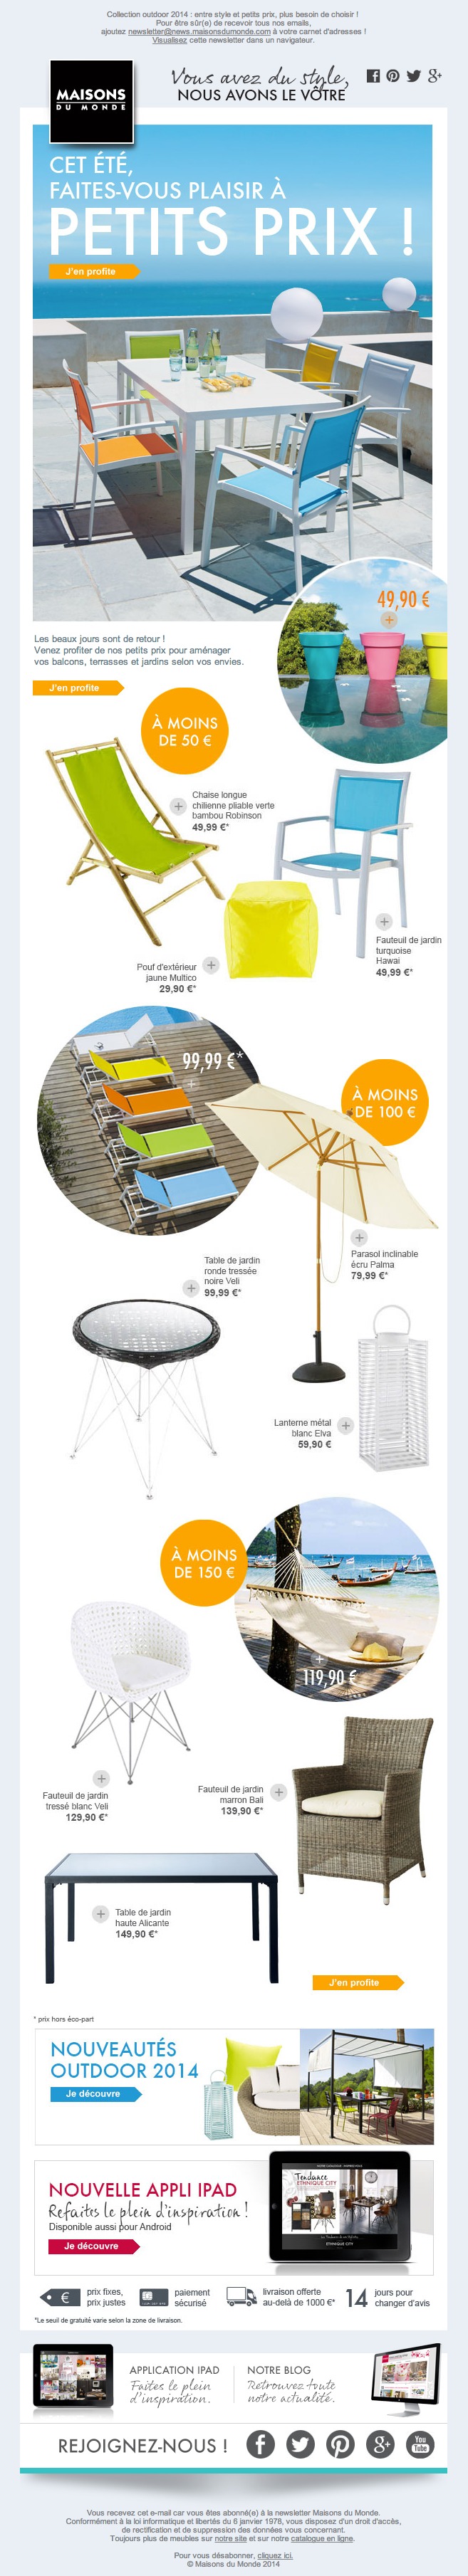 Collection outdoor 2014 : entre style et petits prix, plus besoin de choisir !
Pour être sûr(e) de recevoir tous nos emails,
ajoutez newsletter@news.maisonsdumonde.com à votre carnet d'adresses !
Visualisez cette newsletter dans un navigateur.
MAISONS
DU MONDE
Vous avez du style,
NOUS AVONS LE VÔTRE
CET ÉTÉ,
FAITES-VOUS PLAISIR À
PETITS PRIX !
J'en profite
49,90 €
Les beaux jours sont de retour !
Venez profiter de nos petits prix pour aménager
vos balcons, terrasses et jardins selon vos envies.
J'en profite
À MOINS
DE 50 €
Chaise longue
chilienne pliable verte
bambou Robinson
49,99 €*
Fauteuil de jardin
turquoise
Hawaï
49,99 €*
Pouf d'extérieur
jaune Multico
29,90 €*
99,99 €*
À MOINS
DE 100 €
Parasol inclinable
écru Palma
79,99 €*
Table de jardin
ronde tressée
noire Veli
99,99 €*
Lanterne métal
blanc Elva
59,90 €
À MOINS
DE 150 €
119,90 €
Fauteuil de jardin
tressé blanc Veli
129,90 €*
Fauteuil de jardin
marron Bali
139,90 €*
Table de jardin
haute Alicante
149,90 €*
J'en profite
* prix hors éco-part
NOUVEAUTÉS
OUTDOOR 2014
Je découvre
NOUVELLE APPLI IPAD
Refaites le plein d'inspiration !
Disponible aussi pour Android
Je découvre
Tendance
ETHNIQUE CITY
ETHNIQUE CITY
prix fixes,
prix justes
paiement
sécurisé
livraison offerte
au-delà de 1000 €*
14 jours pour
changer d'avis
*Le seuil de gratuité varie selon la zone de livraison.
APPLICATION IPAD
Faites le plein
d'inspiration.
NOTRE BLOG
Retrouvez toute
notre actualité.
REJOIGNEZ-NOUS !
You
Tube
Vous recevez cet e-mail car vous êtes abonné(e) à la newsletter Maisons du Monde.
Conformément à la loi informatique et libertés du 6 janvier 1978, vous disposez d'un droit d'accès,
de rectification et de suppression des données vous concernant.
Toujours plus de meubles sur notre site et sur notre catalogue en ligne.
Pour vous désabonner, cliquez ici.
© Maisons du Monde 2014